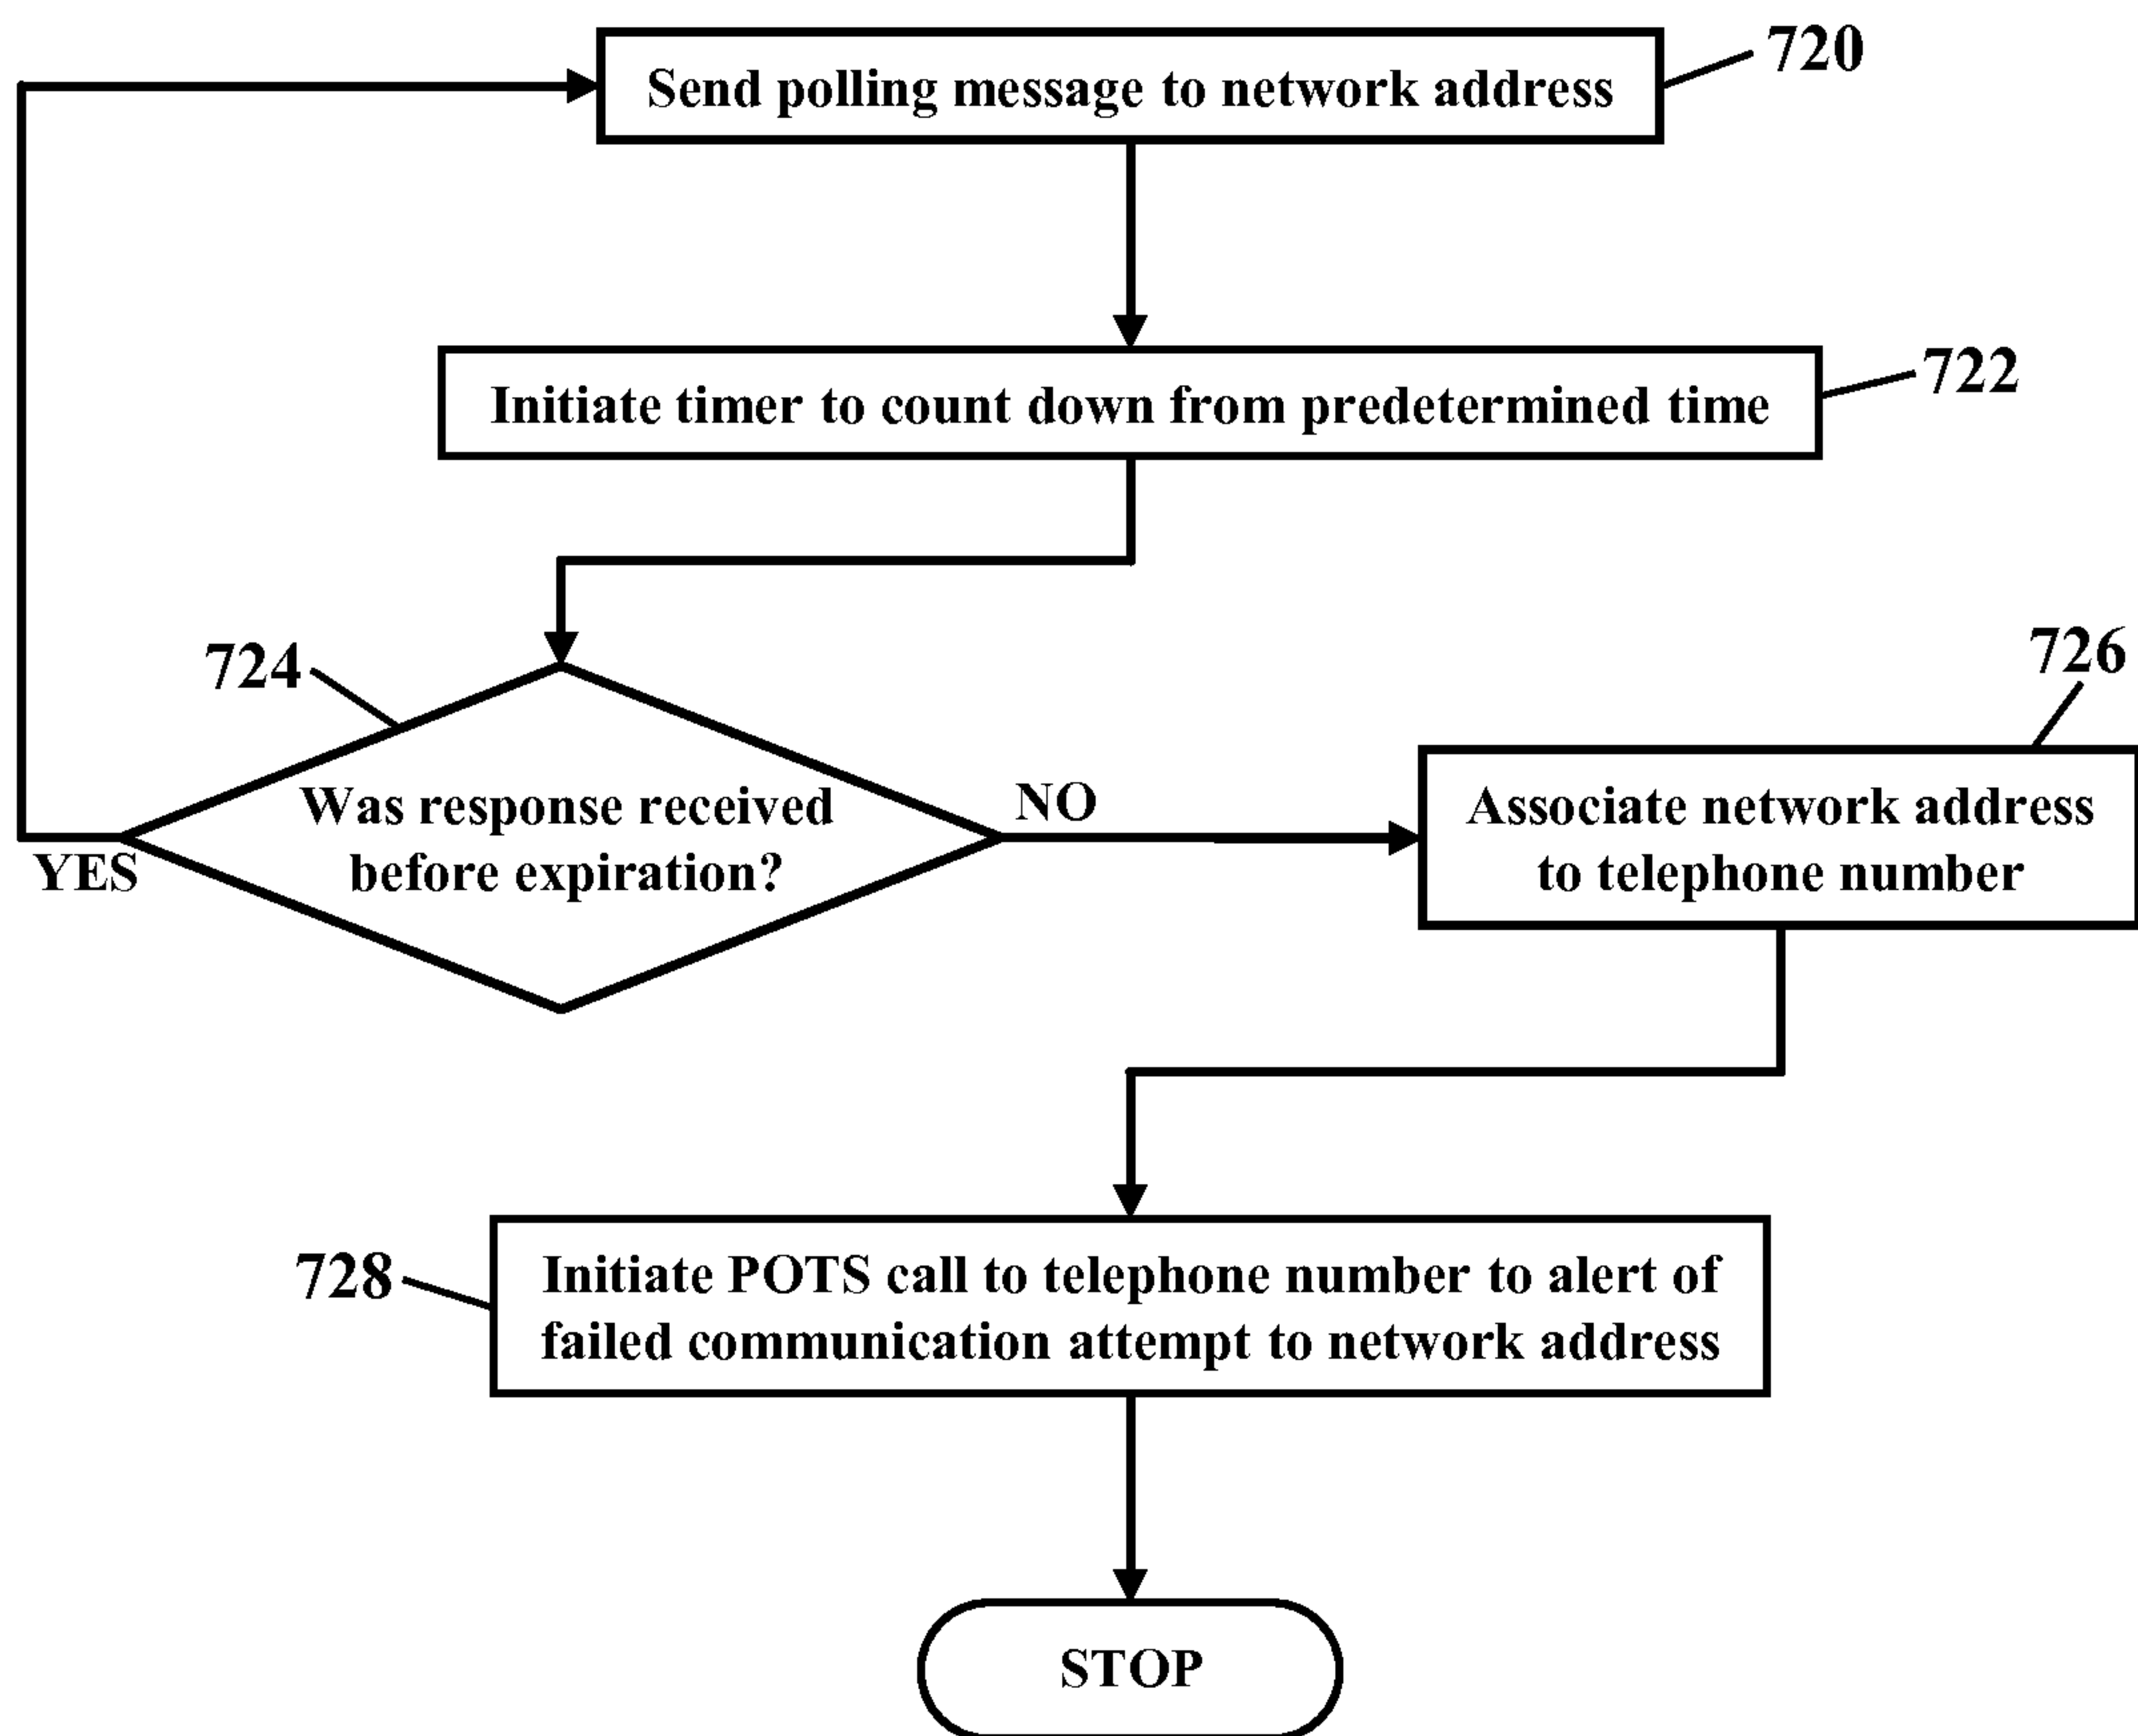 720
Send polling message to network address
722
Initiate timer to count down from predetermined time
724
726
Was response received
before expiration?
YES
NO
Associate network address
to telephone number
728
Initiate POTS call to telephone number to alert of
failed communication attempt to network address
STOP